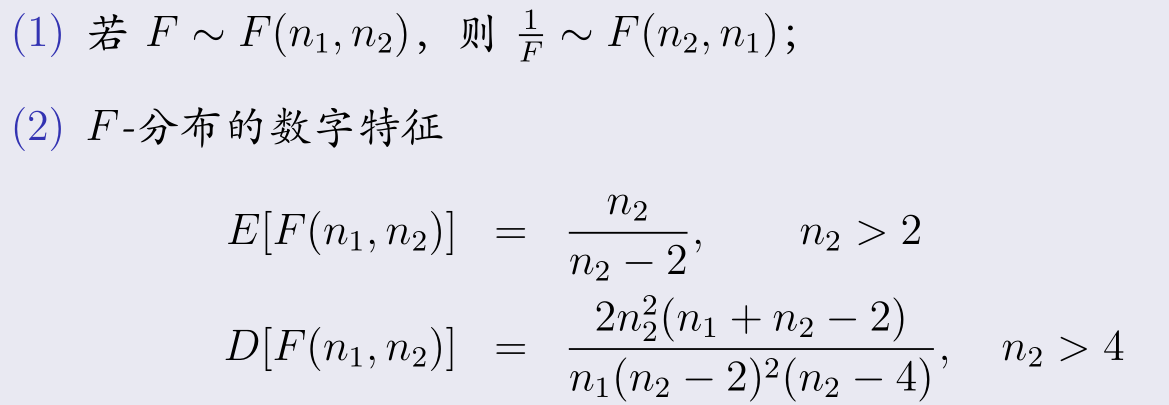 (1) 若 F ∼ F(n₁, n₂), 则 1/F ∼ F(n₂, n₁);
(2) F-分布的数字特征
E[F(n₁, n₂)] = n₂/(n₂ − 2), n₂ > 2
D[F(n₁, n₂)] = 2n₂²(n₁ + n₂ − 2)/(n₁(n₂ − 2)²(n₂ − 4)), n₂ > 4